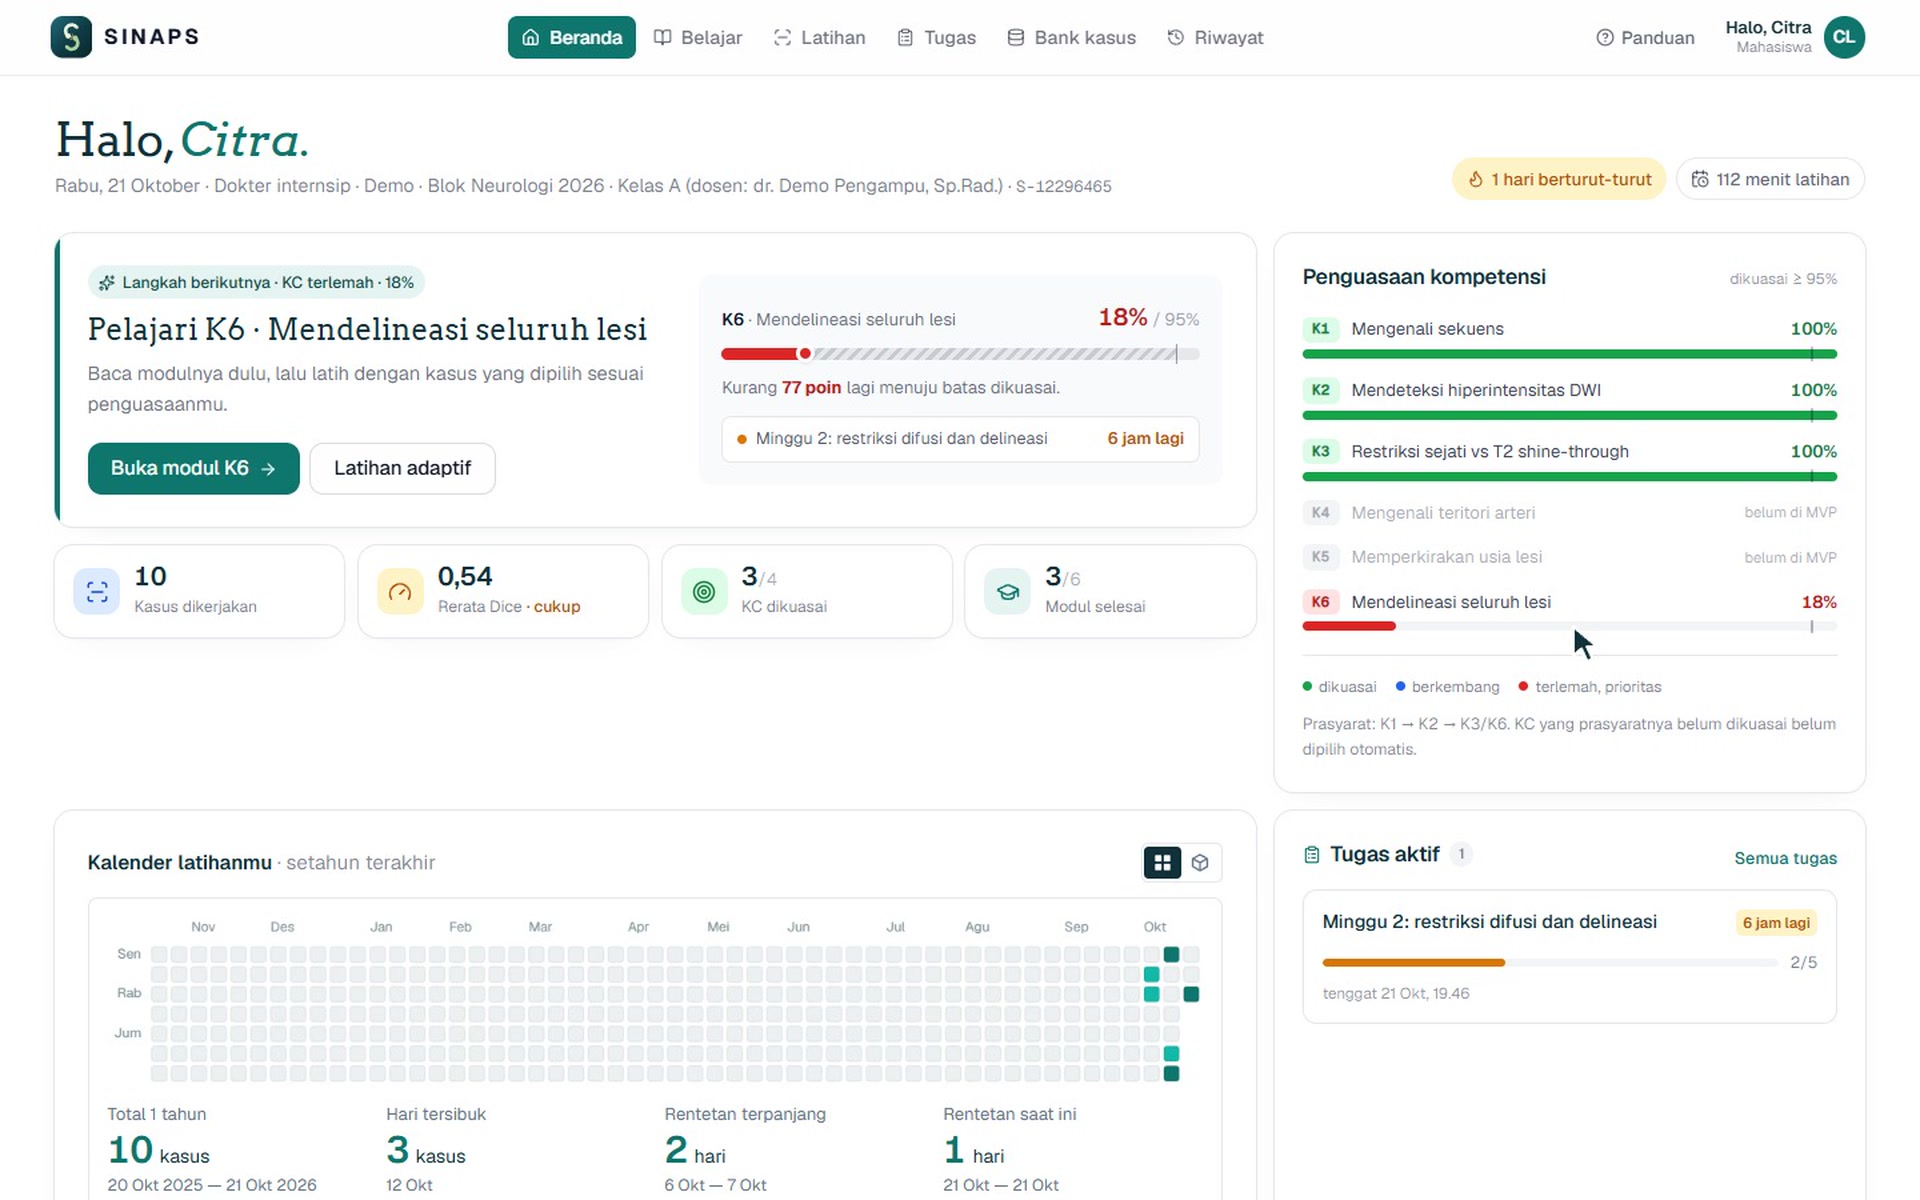 SINAPS
Beranda
Belajar
Latihan
Tugas
Bank kasus
Riwayat
Panduan
Halo, Citra
Mahasiswa
CL
Halo, Citra.
Rabu, 21 Oktober · Dokter internsip · Demo · Blok Neurologi 2026 · Kelas A (dosen: dr. Demo Pengampu, Sp.Rad.) · S-12296465
1 hari berturut-turut
112 menit latihan
Langkah berikutnya · KC terlemah · 18%
Pelajari K6 · Mendelineasi seluruh lesi
Baca modulnya dulu, lalu latih dengan kasus yang dipilih sesuai
penguasaanmu.
Buka modul K6 →
Latihan adaptif
K6 · Mendelineasi seluruh lesi
18% / 95%
Kurang 77 poin lagi menuju batas dikuasai.
Minggu 2: restriksi difusi dan delineasi
6 jam lagi
10
Kasus dikerjakan
0,54
Rerata Dice · cukup
3/4
KC dikuasai
3/6
Modul selesai
Penguasaan kompetensi
dikuasai ≥ 95%
K1 Mengenali sekuens 100%
K2 Mendeteksi hiperintensitas DWI 100%
K3 Restriksi sejati vs T2 shine-through 100%
K4 Mengenali teritori arteri belum di MVP
K5 Memperkirakan usia lesi belum di MVP
K6 Mendelineasi seluruh lesi 18%
dikuasai
berkembang
terlemah, prioritas
Prasyarat: K1 → K2 → K3/K6. KC yang prasyaratnya belum dikuasai belum
dipilih otomatis.
Kalender latihanmu · setahun terakhir
Nov Des Jan Feb Mar Apr Mei Jun Jul Agu Sep Okt
Sen
Rab
Jum
Total 1 tahun
10 kasus
20 Okt 2025 — 21 Okt 2026
Hari tersibuk
3 kasus
12 Okt
Rentetan terpanjang
2 hari
6 Okt — 7 Okt
Rentetan saat ini
1 hari
21 Okt — 21 Okt
Tugas aktif 1
Semua tugas
Minggu 2: restriksi difusi dan delineasi
6 jam lagi
2/5
tenggat 21 Okt, 19.46